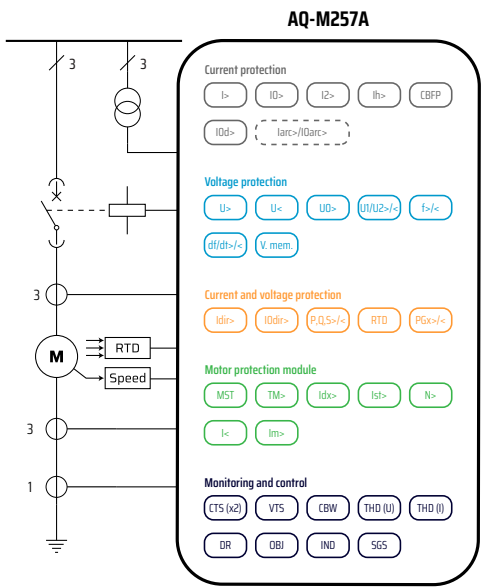 AQ-M257A
3
3
Current protection
I>
I0>
I2>
Ih>
CBFP
I0d>
Iarc>/I0arc>
Voltage protection
U>
U<
U0>
U1/U2>/<
f>/<
df/dt>/<
V. mem.
3
Current and voltage protection
Idir>
I0dir>
P,Q,S>/<
RTD
PGx>/<
M
RTD
Speed
Motor protection module
MST
TM>
Idx>
Ist>
N>
3
I<
Im>
1
Monitoring and control
CTS (x2)
VTS
CBW
THD (U)
THD (I)
DR
OBJ
IND
SGS